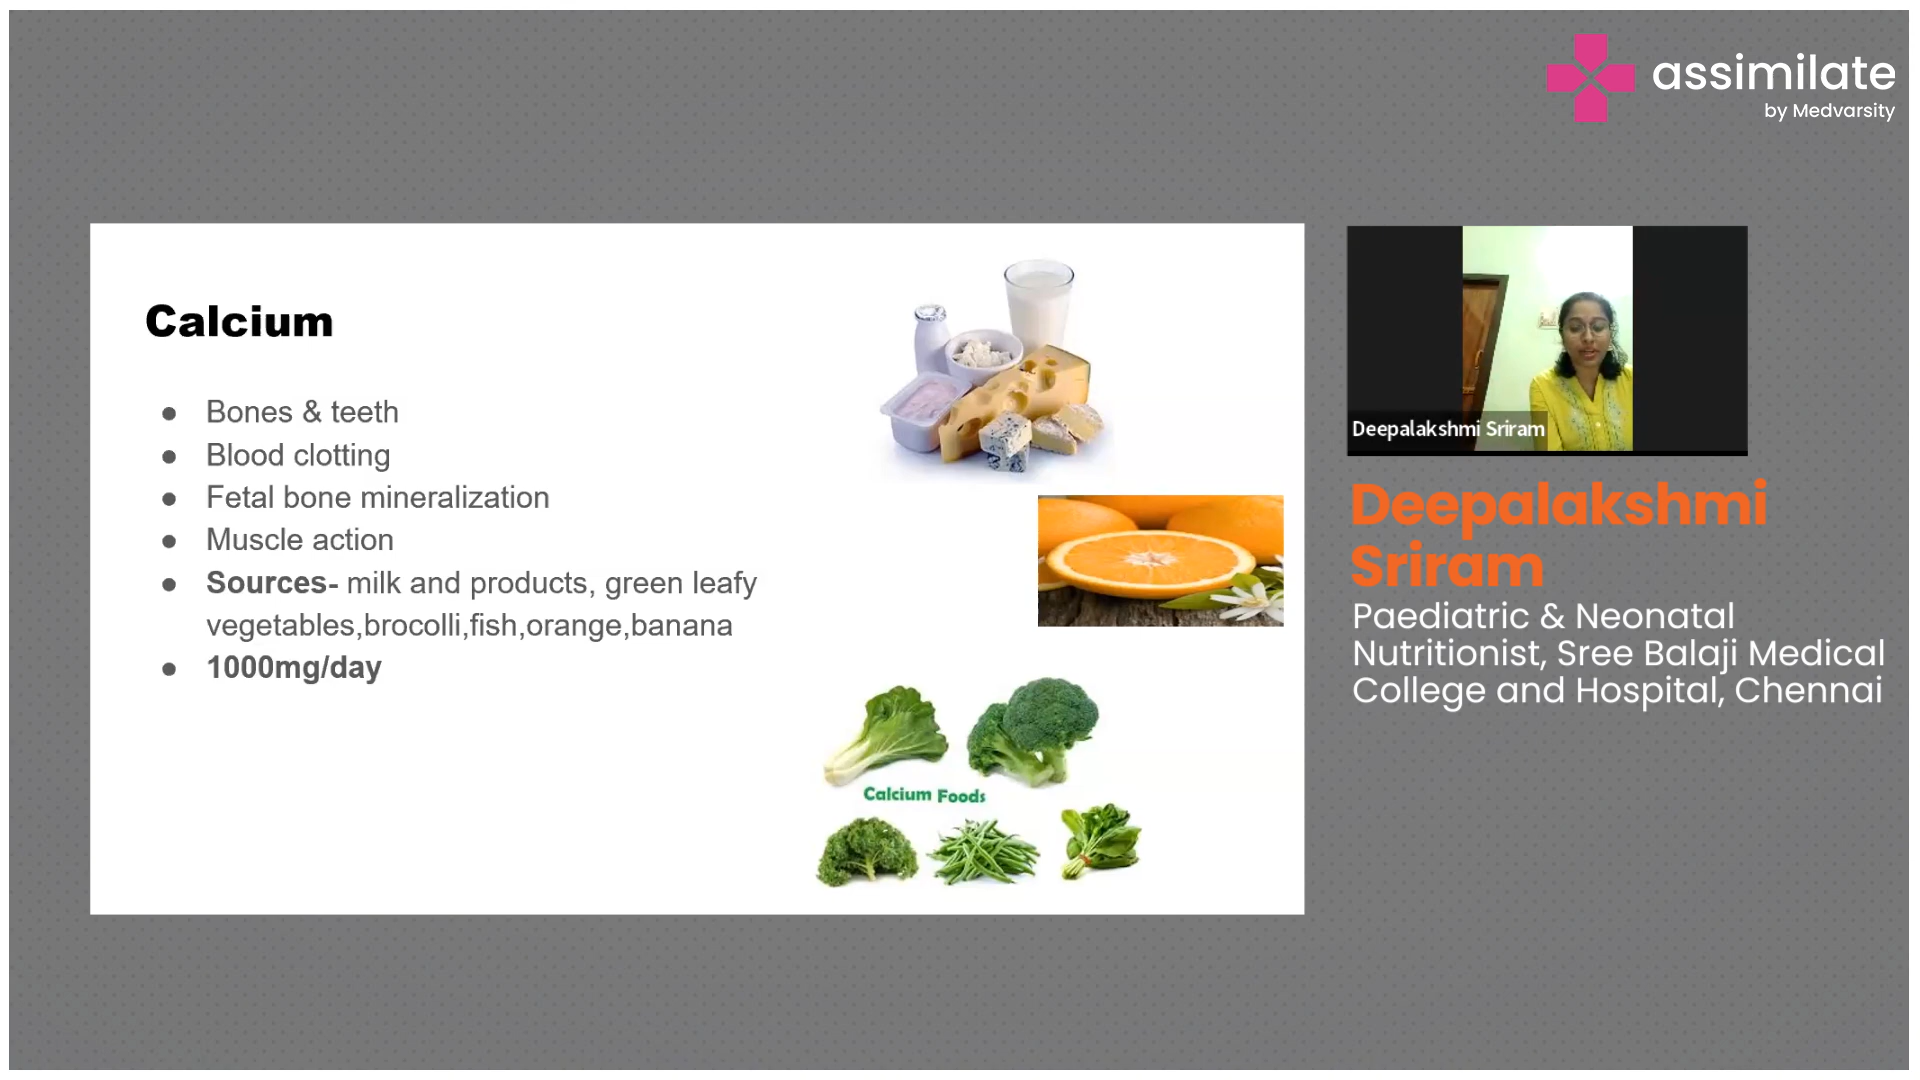 assimilate
by Medvarsity
Calcium
Bones & teeth
Blood clotting
Fetal bone mineralization
Muscle action
Sources- milk and products, green leafy
vegetables,brocolli,fish,orange,banana
1000mg/day
Calcium Foods
Deepalakshmi Sriram
Deepalakshmi
Sriram
Paediatric & Neonatal
Nutritionist, Sree Balaji Medical
College and Hospital, Chennai